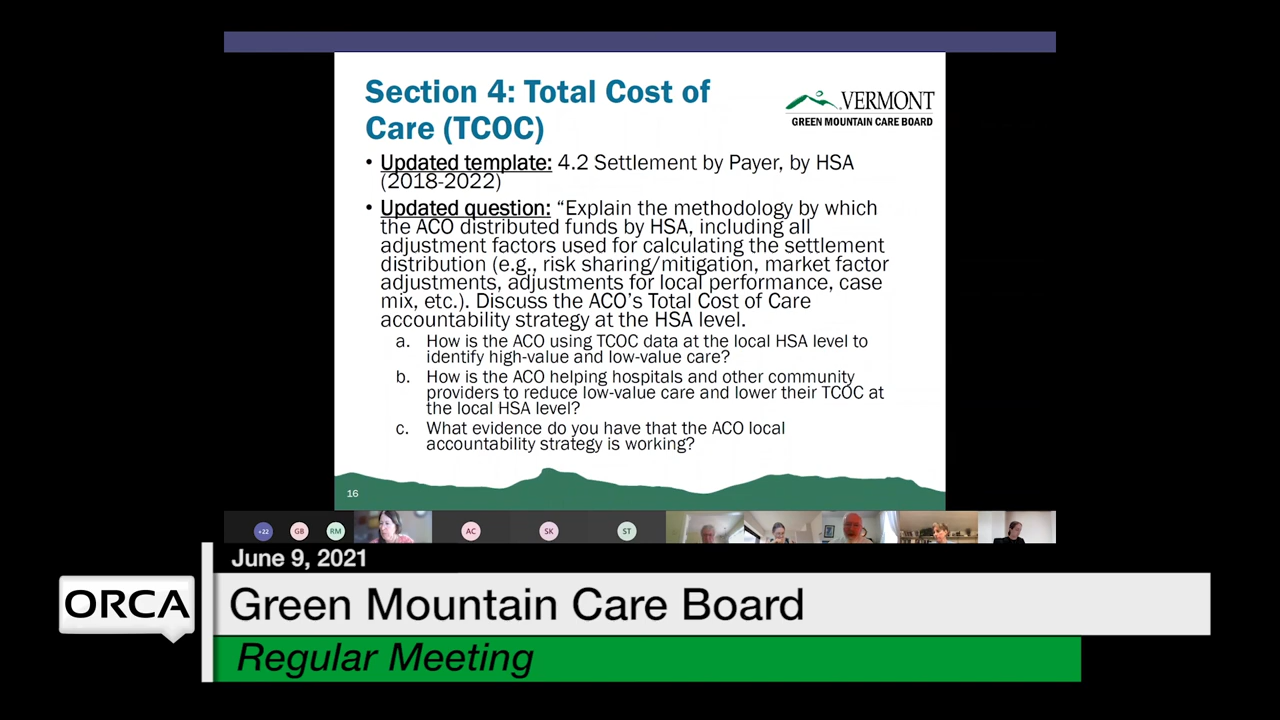 Section 4: Total Cost of
Care (TCOC)
VERMONT
GREEN MOUNTAIN CARE BOARD
• Updated template: 4.2 Settlement by Payer, by HSA
(2018-2022)
• Updated question: “Explain the methodology by which
the ACO distributed funds by HSA, including all
adjustment factors used for calculating the settlement
distribution (e.g., risk sharing/mitigation, market factor
adjustments, adjustments for local performance, case
mix, etc.). Discuss the ACO’s Total Cost of Care
accountability strategy at the HSA level.
a. How is the ACO using TCOC data at the local HSA level to
identify high-value and low-value care?
b. How is the ACO helping hospitals and other community
providers to reduce low-value care and lower their TCOC at
the local HSA level?
c. What evidence do you have that the ACO local
accountability strategy is working?
16
+22 GB RM AC SK ST
June 9, 2021
ORCA
Green Mountain Care Board
Regular Meeting